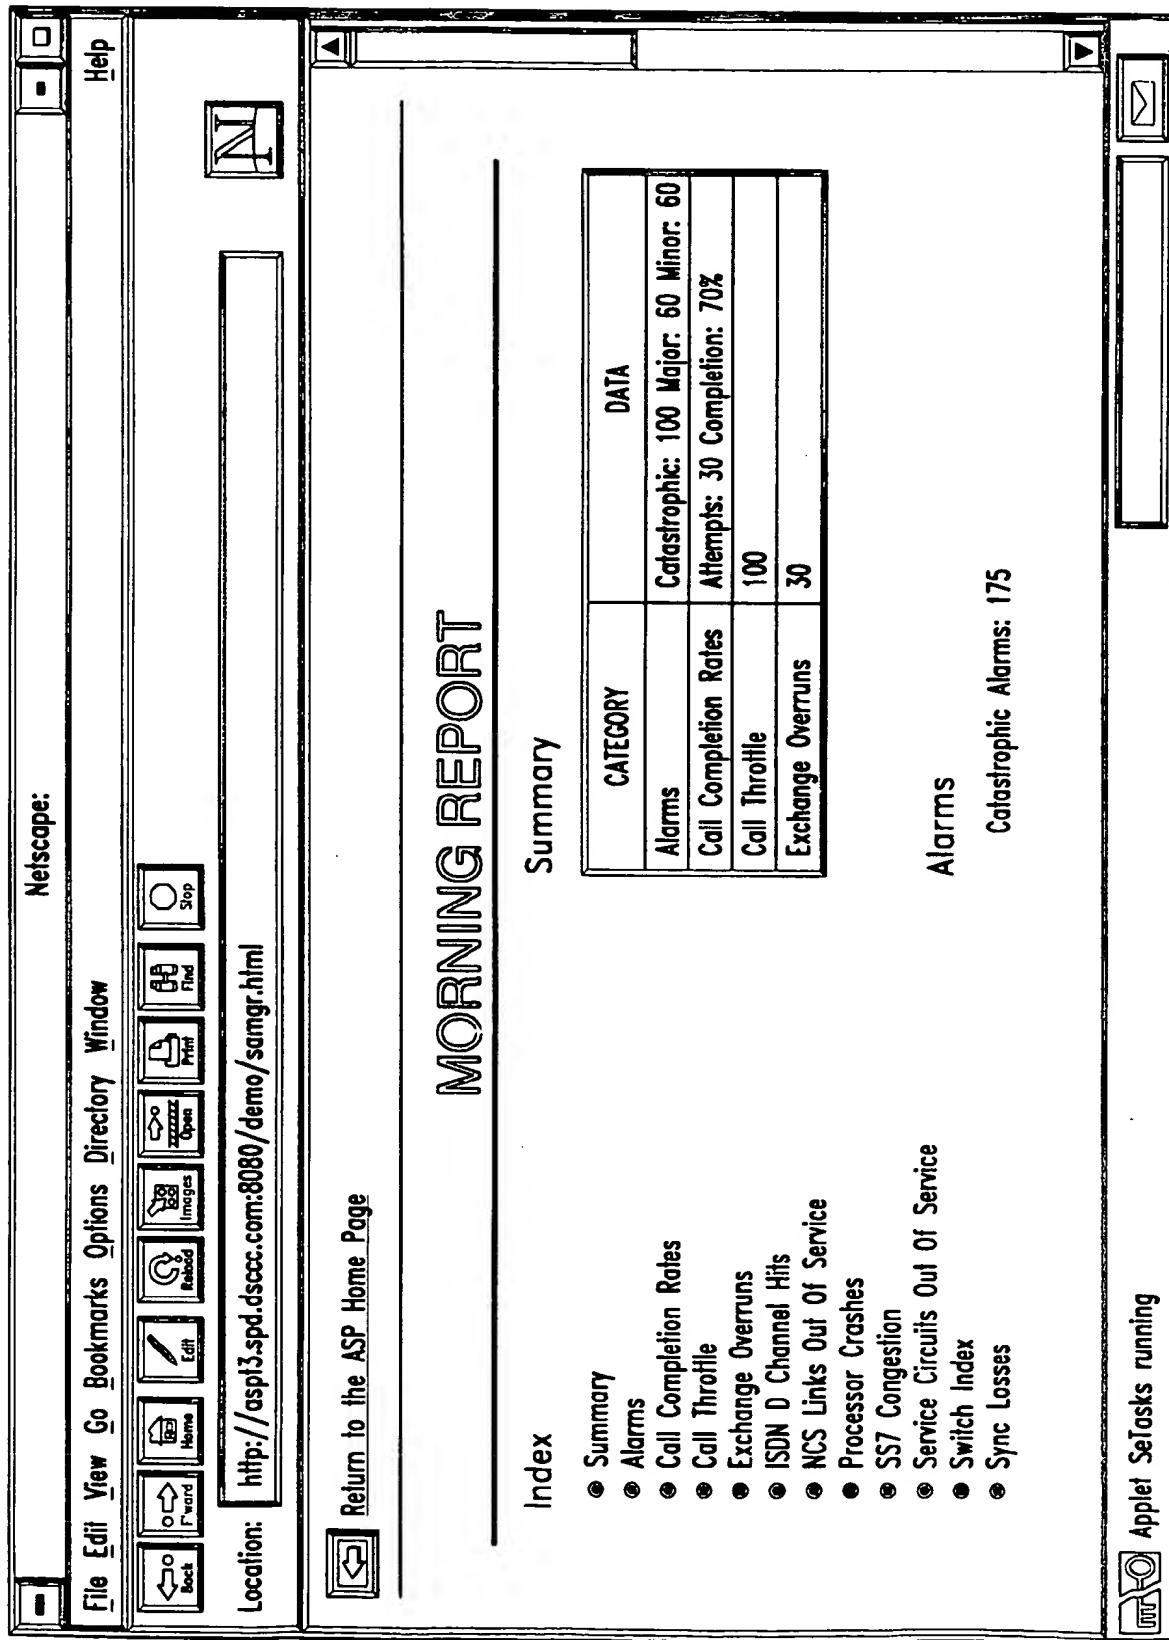 Netscape:
File Edit View Go Bookmarks Options Directory Window Help
Back F'ward Home Edit Reload Images Open Print Find Stop
N
Location: http://aspt3.spd.dsccc.com:8080/demo/samgr.html
Return to the ASP Home Page
MORNING REPORT
Index
Summary
Alarms
Call Completion Rates
Call Throttle
Exchange Overruns
ISDN D Channel Hits
NCS Links Out Of Service
Processor Crashes
SS7 Congestion
Service Circuits Out Of Service
Switch Index
Sync Losses
Summary
CATEGORY DATA
Alarms Catastrophic: 100 Major: 60 Minor: 60
Call Completion Rates Attempts: 30 Completion: 70%
Call Throttle 100
Exchange Overruns 30
Alarms
Catastrophic Alarms: 175
Applet SeTasks running